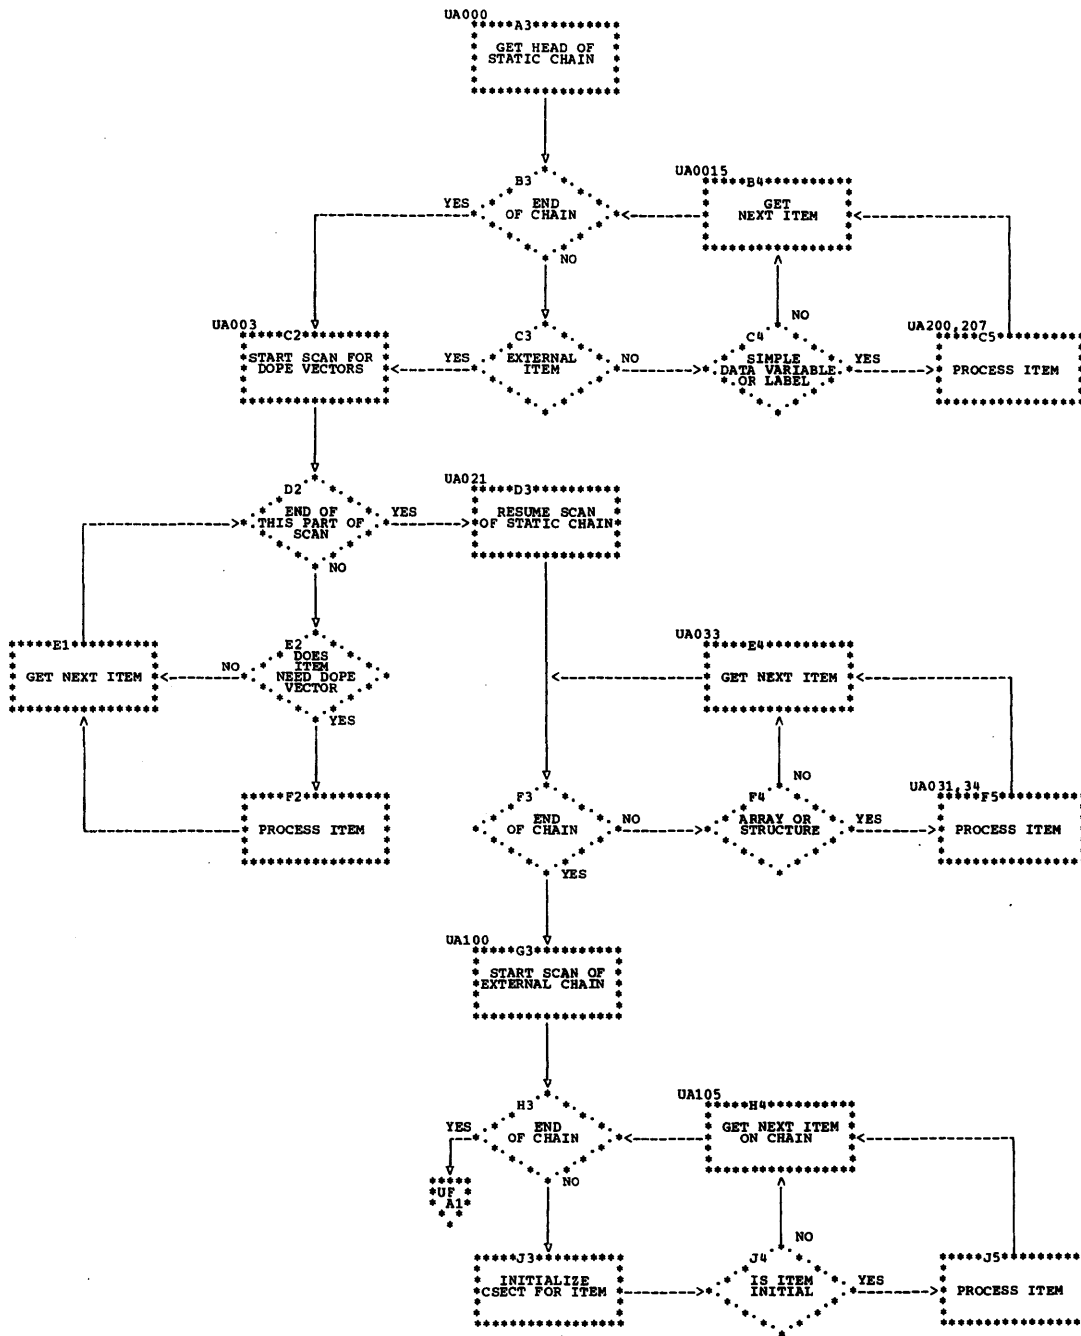 UA000
A3
GET HEAD OF
STATIC CHAIN
B3
END
OF CHAIN
YES
NO
UA0015
B4
GET
NEXT ITEM
UA003
C2
START SCAN FOR
DOPE VECTORS
YES
C3
EXTERNAL
ITEM
NO
C4
SIMPLE
DATA VARIABLE
OR LABEL
NO
YES
UA200,207
C5
PROCESS ITEM
D2
END OF
THIS PART OF
SCAN
YES
NO
UA021
D3
RESUME SCAN
OF STATIC CHAIN
E1
GET NEXT ITEM
NO
E2
DOES
ITEM
NEED DOPE
VECTOR
YES
UA033
E4
GET NEXT ITEM
F2
PROCESS ITEM
F3
END
OF CHAIN
NO
YES
F4
ARRAY OR
STRUCTURE
NO
YES
UA031,34
F5
PROCESS ITEM
UA100
G3
START SCAN OF
EXTERNAL CHAIN
H3
END
OF CHAIN
YES
NO
UA105
H4
GET NEXT ITEM
ON CHAIN
UF
A1
J3
INITIALIZE
CSECT FOR ITEM
J4
IS ITEM
INITIAL
NO
YES
J5
PROCESS ITEM